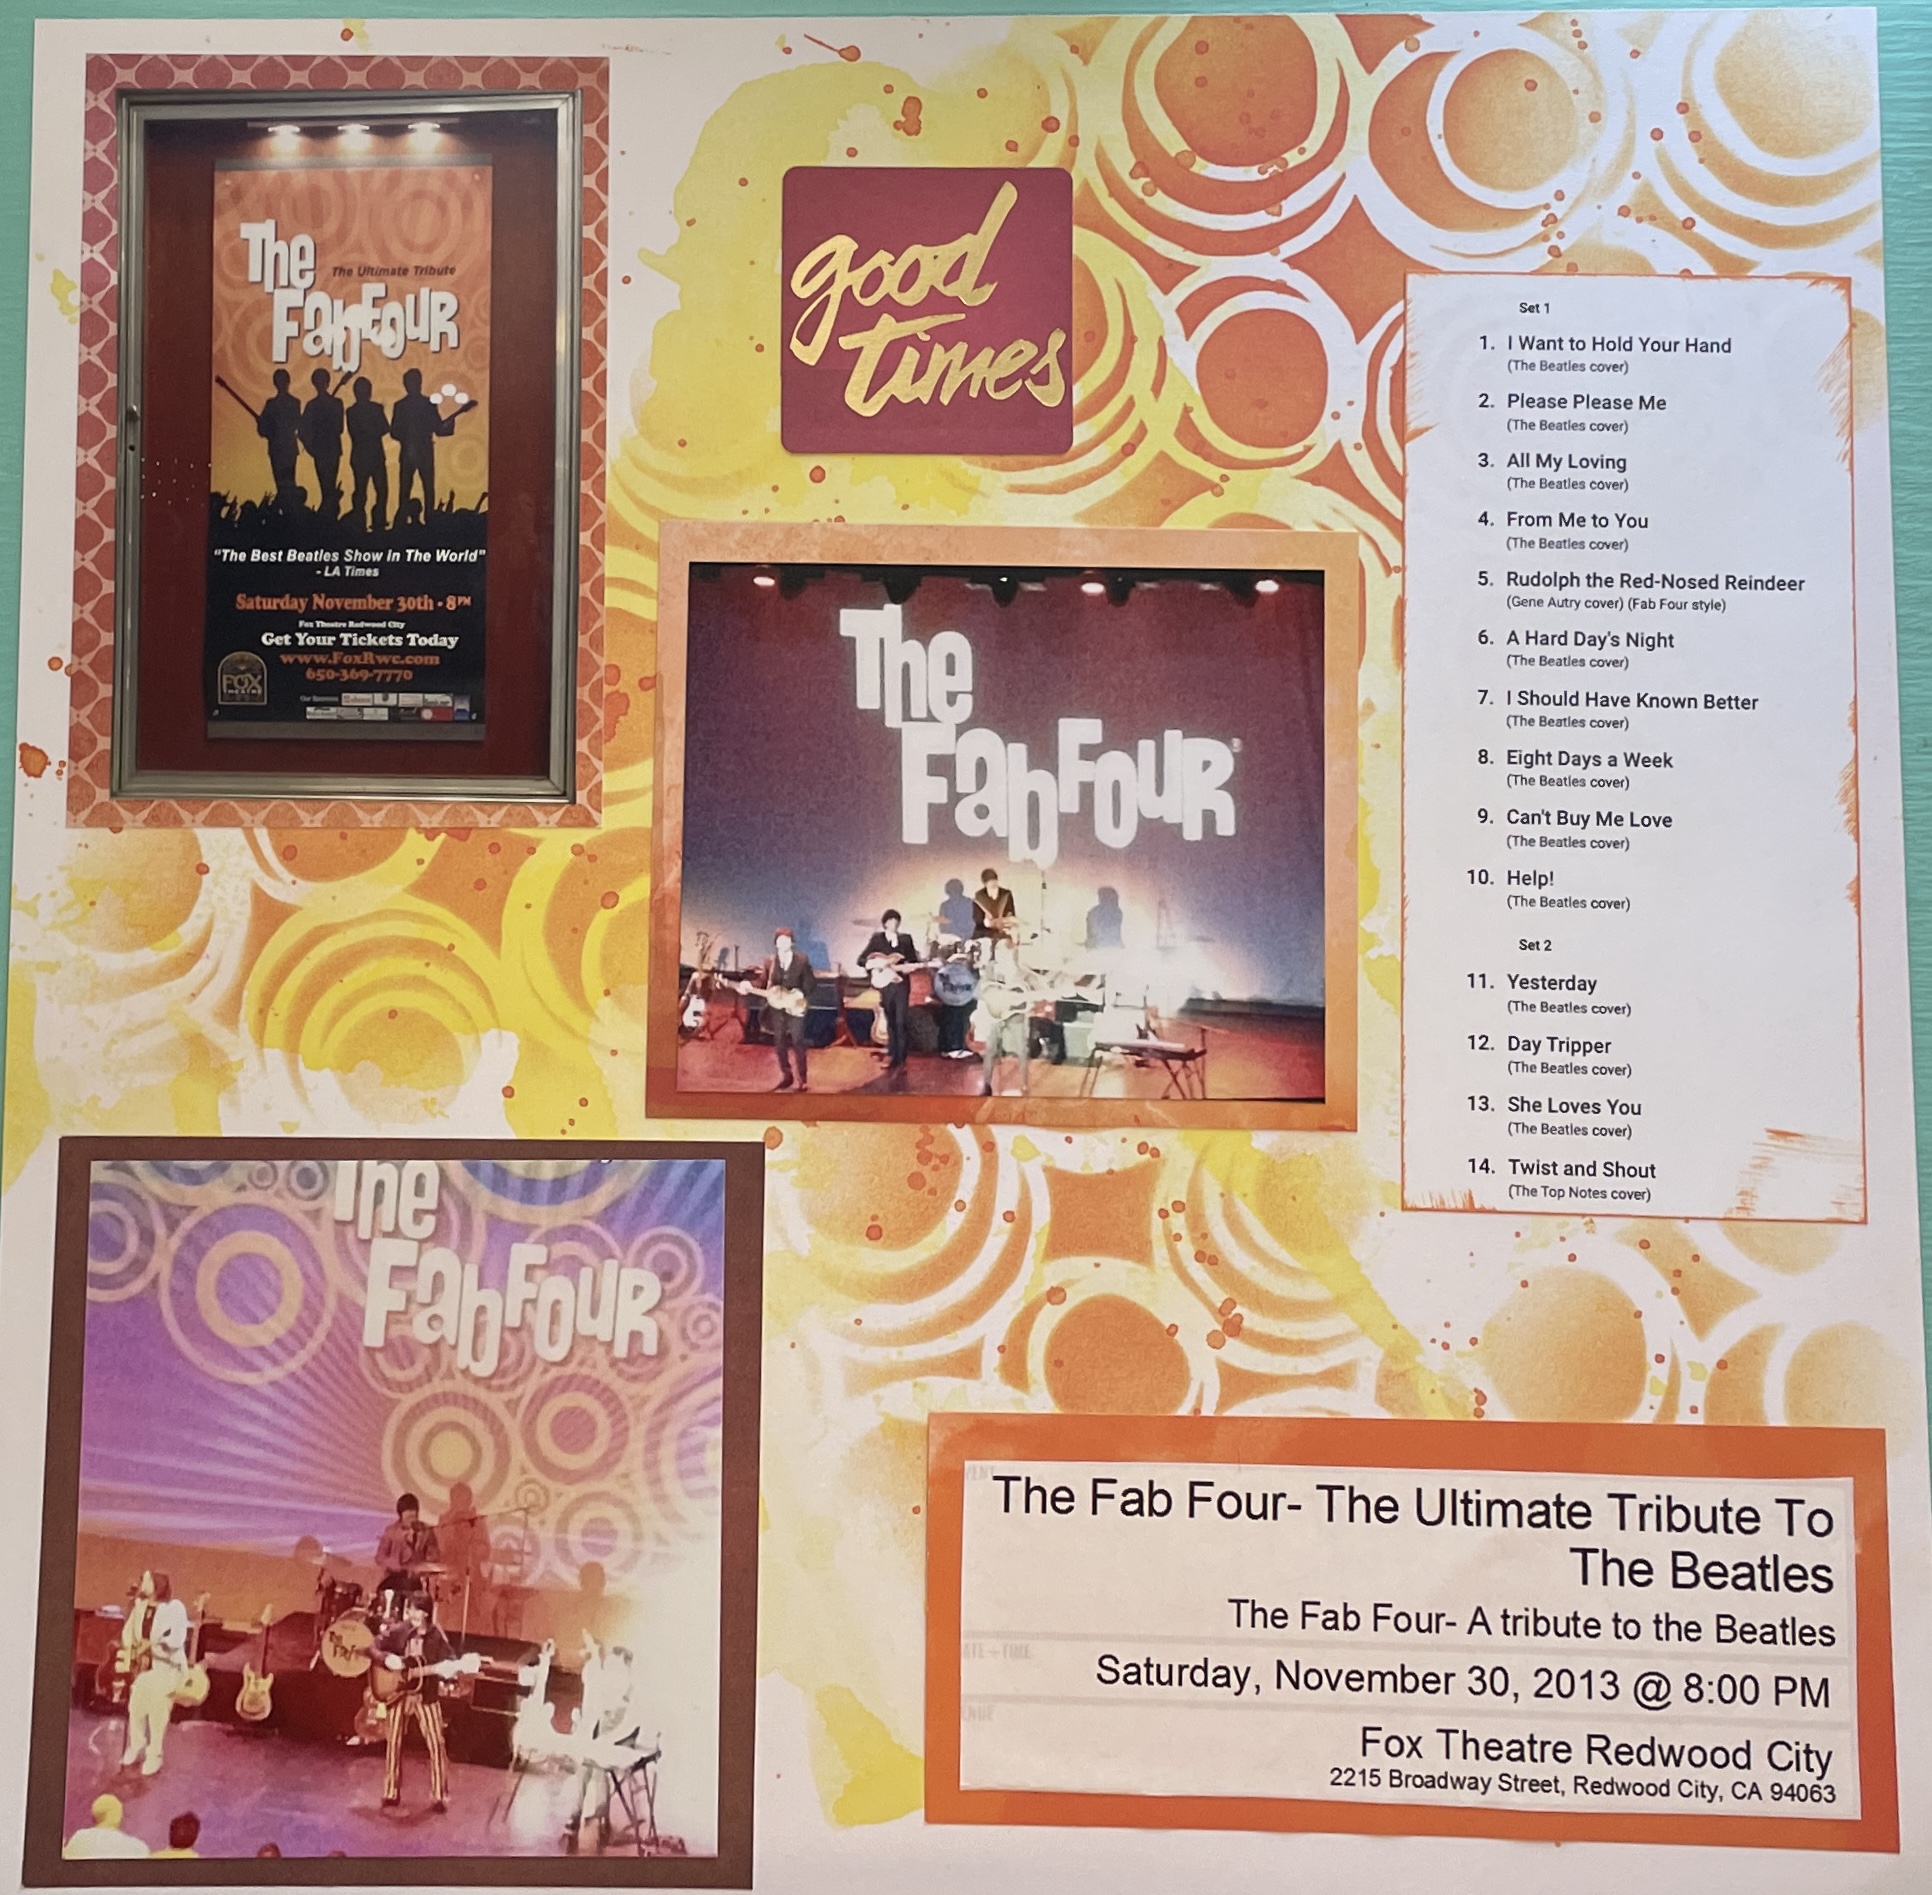 The
The Ultimate Tribute
FabFour
"The Best Beatles Show in The World"
- LA Times
Saturday November 30th • 8PM
Fox Theatre Redwood City
Get Your Tickets Today
www.FoxRwc.com
650-369-7770
FOX
THEATRE
good
times
The
FabFour
Set 1
1. I Want to Hold Your Hand
(The Beatles cover)
2. Please Please Me
(The Beatles cover)
3. All My Loving
(The Beatles cover)
4. From Me to You
(The Beatles cover)
5. Rudolph the Red-Nosed Reindeer
(Gene Autry cover) (Fab Four style)
6. A Hard Day's Night
(The Beatles cover)
7. I Should Have Known Better
(The Beatles cover)
8. Eight Days a Week
(The Beatles cover)
9. Can't Buy Me Love
(The Beatles cover)
10. Help!
(The Beatles cover)
Set 2
11. Yesterday
(The Beatles cover)
12. Day Tripper
(The Beatles cover)
13. She Loves You
(The Beatles cover)
14. Twist and Shout
(The Top Notes cover)
The
FabFour
The Fab Four- The Ultimate Tribute To
The Beatles
The Fab Four- A tribute to the Beatles
Saturday, November 30, 2013 @ 8:00 PM
Fox Theatre Redwood City
2215 Broadway Street, Redwood City, CA 94063